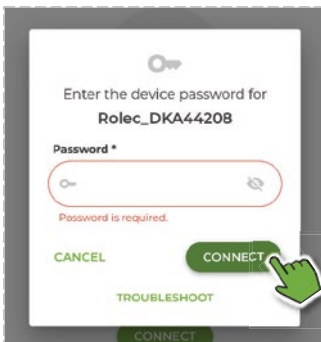 Enter the device password for
Rolec_DKA44208
Password *
Password is required.
CANCEL
CONNECT
TROUBLESHOOT
CONNECT